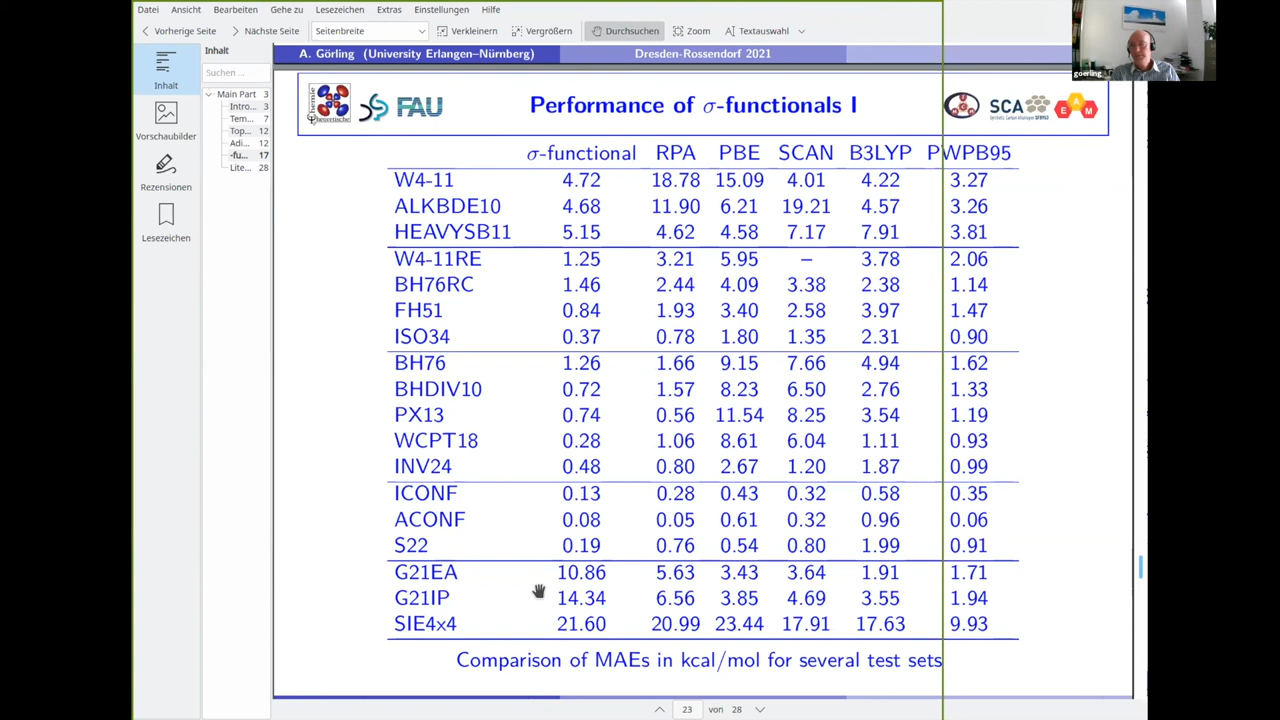 Datei Ansicht Bearbeiten Gehe zu Lesezeichen Extras Einstellungen Hilfe
Vorherige Seite Nächste Seite Seitenbreite Verkleinern Vergrößern Durchsuchen Zoom Textauswahl
Inhalt
Inhalt
Suchen ...
Main Part 3
Intro... 3
Tem... 7
Top... 12
Adi... 12
-fu... 17
Lite... 28
Vorschaubilder
Rezensionen
Lesezeichen
goerling
A. Görling (University Erlangen–Nürnberg) Dresden-Rossendorf 2021
FAU Performance of σ-functionals I SCA EAM
σ-functional RPA PBE SCAN B3LYP PWPB95
W4-11 4.72 18.78 15.09 4.01 4.22 3.27
ALKBDE10 4.68 11.90 6.21 19.21 4.57 3.26
HEAVYSB11 5.15 4.62 4.58 7.17 7.91 3.81
W4-11RE 1.25 3.21 5.95 – 3.78 2.06
BH76RC 1.46 2.44 4.09 3.38 2.38 1.14
FH51 0.84 1.93 3.40 2.58 3.97 1.47
ISO34 0.37 0.78 1.80 1.35 2.31 0.90
BH76 1.26 1.66 9.15 7.66 4.94 1.62
BHDIV10 0.72 1.57 8.23 6.50 2.76 1.33
PX13 0.74 0.56 11.54 8.25 3.54 1.19
WCPT18 0.28 1.06 8.61 6.04 1.11 0.93
INV24 0.48 0.80 2.67 1.20 1.87 0.99
ICONF 0.13 0.28 0.43 0.32 0.58 0.35
ACONF 0.08 0.05 0.61 0.32 0.96 0.06
S22 0.19 0.76 0.54 0.80 1.99 0.91
G21EA 10.86 5.63 3.43 3.64 1.91 1.71
G21IP 14.34 6.56 3.85 4.69 3.55 1.94
SIE4x4 21.60 20.99 23.44 17.91 17.63 9.93
Comparison of MAEs in kcal/mol for several test sets
23 von 28